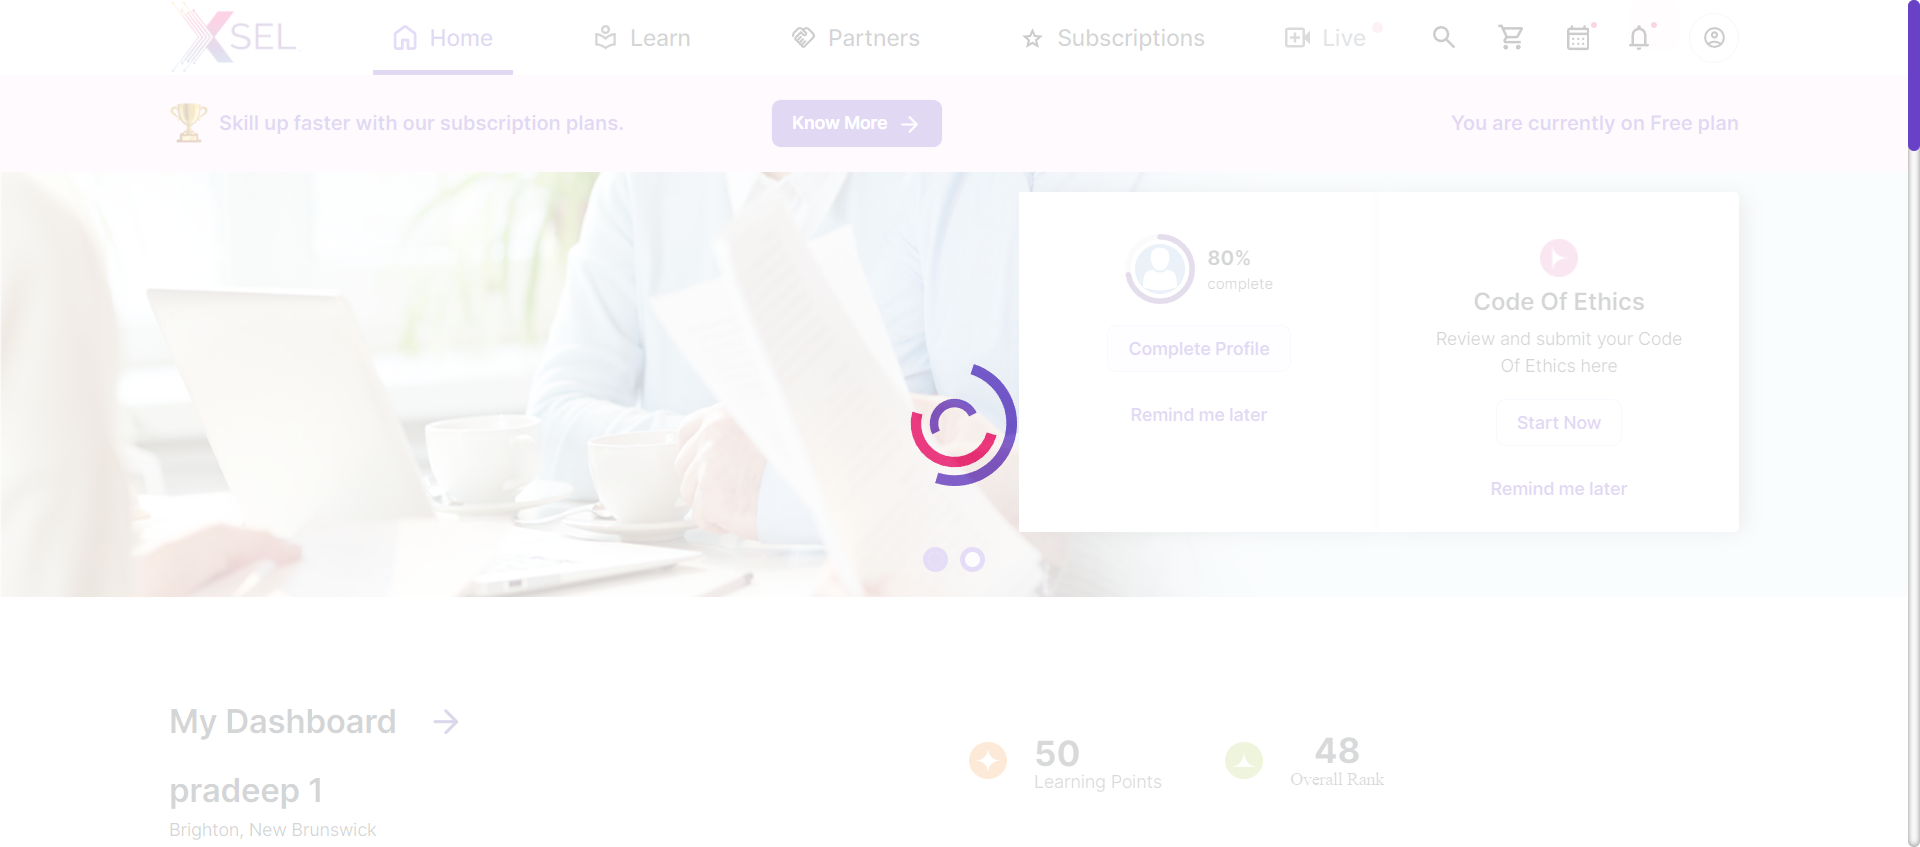 XSEL
Home
Learn
Partners
Subscriptions
Live
Skill up faster with our subscription plans.
Know More
You are currently on Free plan
80%
complete
Complete Profile
Remind me later
Code Of Ethics
Review and submit your Code
Of Ethics here
Start Now
Remind me later
My Dashboard
pradeep 1
Brighton, New Brunswick
50
Learning Points
48
Overall Rank